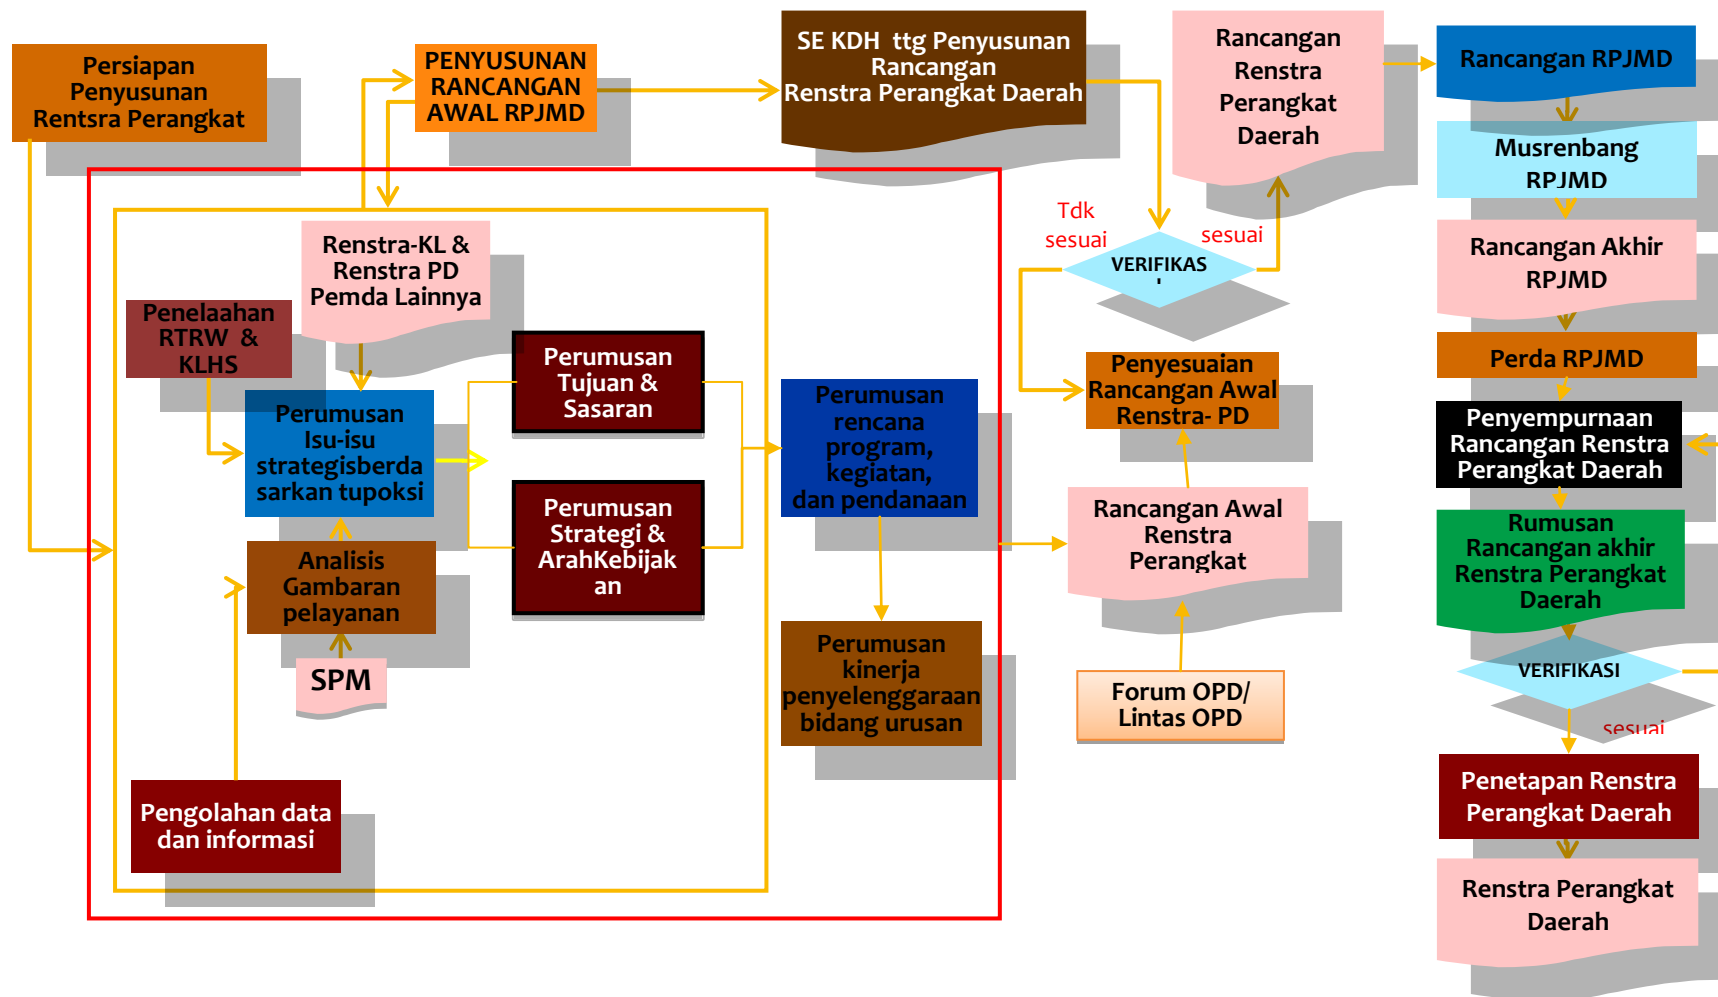 Persiapan
Penyusunan
Rentsra Perangkat
PENYUSUNAN
RANCANGAN
AWAL RPJMD
SE KDH ttg Penyusunan
Rancangan
Renstra Perangkat Daerah
Rancangan
Renstra
Perangkat
Daerah
Rancangan RPJMD
Musrenbang
RPJMD
Rancangan Akhir
RPJMD
Perda RPJMD
Penyempurnaan
Rancangan Renstra
Perangkat Daerah
Rumusan
Rancangan akhir
Renstra Perangkat
Daerah
VERIFIKASI
sesuai
Penetapan Renstra
Perangkat Daerah
Renstra Perangkat
Daerah
Tdk
sesuai
sesuai
VERIFIKAS
I
Penyesuaian
Rancangan Awal
Renstra- PD
Rancangan Awal
Renstra
Perangkat
Forum OPD/
Lintas OPD
Renstra-KL &
Renstra PD
Pemda Lainnya
Penelaahan
RTRW &
KLHS
Perumusan
Isu-isu
strategisberda
sarkan tupoksi
Analisis
Gambaran
pelayanan
SPM
Pengolahan data
dan informasi
Perumusan
Tujuan &
Sasaran
Perumusan
Strategi &
ArahKebijak
an
Perumusan
rencana
program,
kegiatan,
dan pendanaan
Perumusan
kinerja
penyelenggaraan
bidang urusan